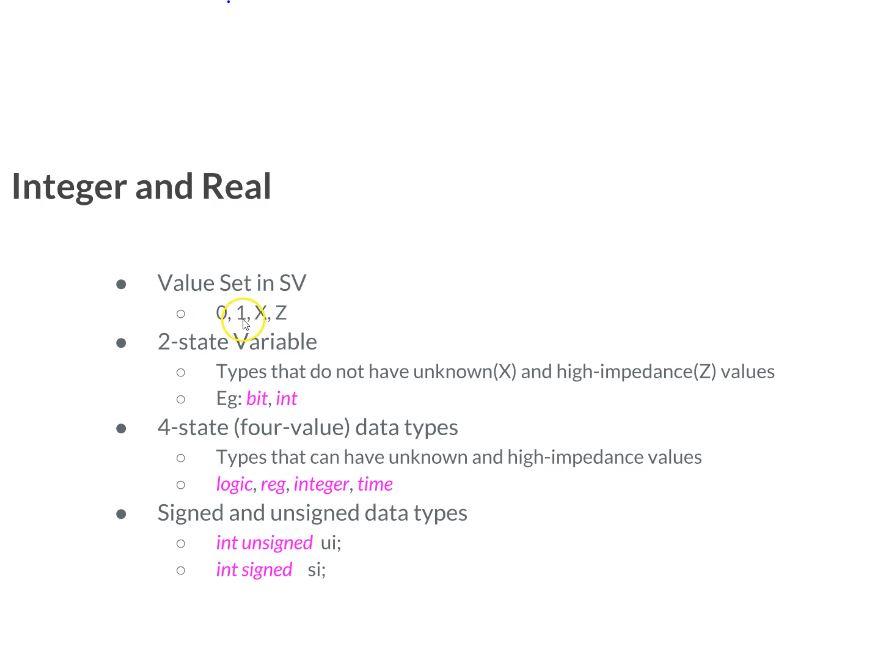 Integer and Real
● Value Set in SV
○ 0, 1, X, Z
● 2-state Variable
○ Types that do not have unknown(X) and high-impedance(Z) values
○ Eg: bit, int
● 4-state (four-value) data types
○ Types that can have unknown and high-impedance values
○ logic, reg, integer, time
● Signed and unsigned data types
○ int unsigned ui;
○ int signed si;